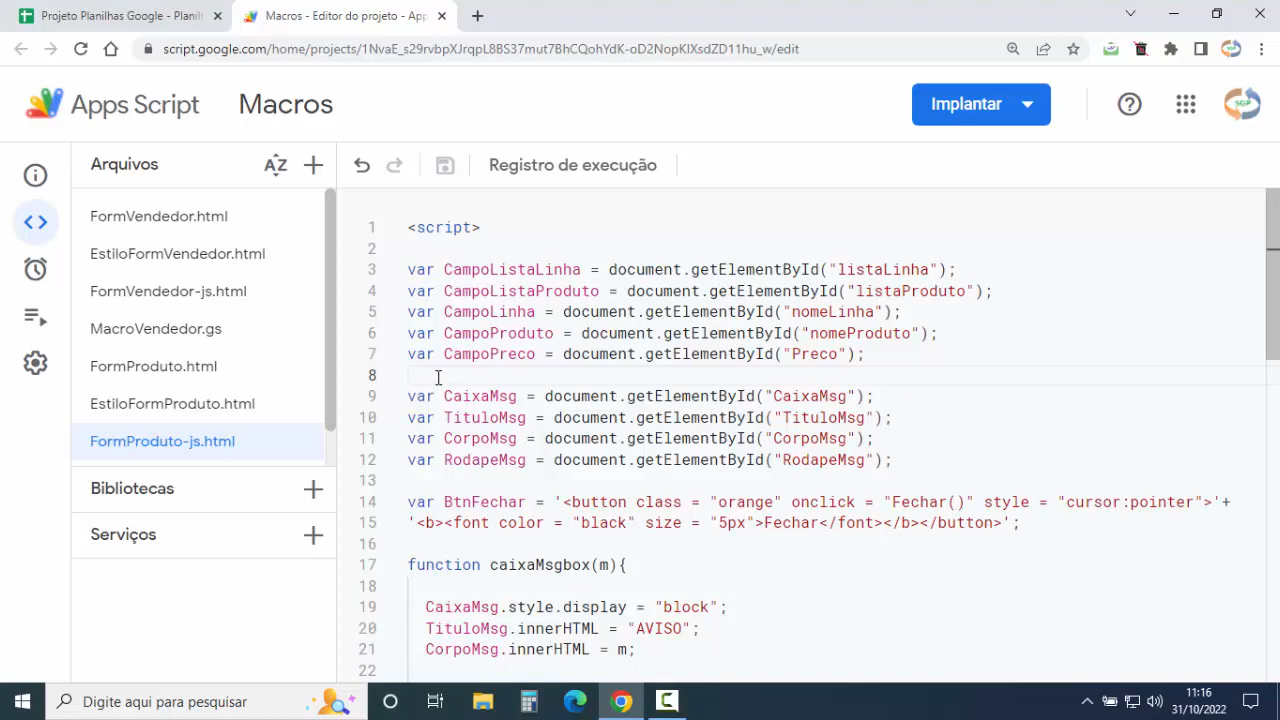 Projeto Planilhas Google - Planil
Macros - Editor do projeto - App
script.google.com/home/projects/1NvaE_s29rvbpXJrqpL8BS37mut7BhCQohYdK-oD2NopKIXsdZD11hu_w/edit
Apps Script
Macros
Implantar
SGP
Arquivos
AZ
Registro de execução
FormVendedor.html
EstiloFormVendedor.html
FormVendedor-js.html
MacroVendedor.gs
FormProduto.html
EstiloFormProduto.html
FormProduto-js.html
Bibliotecas
Serviços
1 <script>
2
3 var CampoListaLinha = document.getElementById("listaLinha");
4 var CampoListaProduto = document.getElementById("listaProduto");
5 var CampoLinha = document.getElementById("nomeLinha");
6 var CampoProduto = document.getElementById("nomeProduto");
7 var CampoPreco = document.getElementById("Preco");
8
9 var CaixaMsg = document.getElementById("CaixaMsg");
10 var TituloMsg = document.getElementById("TituloMsg");
11 var CorpoMsg = document.getElementById("CorpoMsg");
12 var RodapeMsg = document.getElementById("RodapeMsg");
13
14 var BtnFechar = '<button class = "orange" onclick = "Fechar()" style = "cursor:pointer">'+
15 '<b><font color = "black" size = "5px">Fechar</font></b></button>';
16
17 function caixaMsgbox(m){
18
19 CaixaMsg.style.display = "block";
20 TituloMsg.innerHTML = "AVISO";
21 CorpoMsg.innerHTML = m;
22
Digite aqui para pesquisar
11:16
31/10/2022